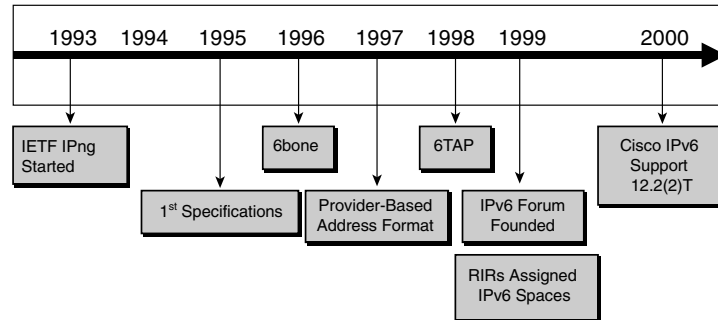 1993 1994 1995 1996 1997 1998 1999 2000
IETF IPng
Started
6bone
6TAP
Cisco IPv6
Support
12.2(2)T
1st Specifications
Provider-Based
Address Format
IPv6 Forum
Founded
RIRs Assigned
IPv6 Spaces